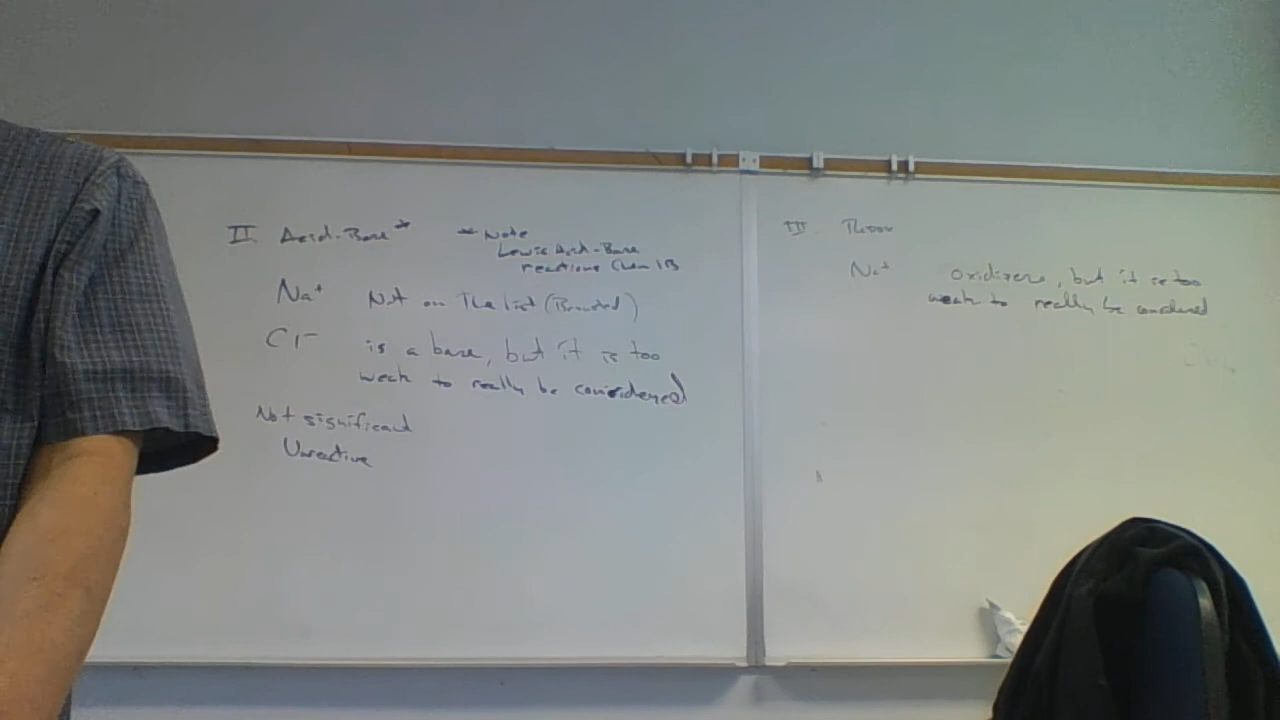 II. Acid-Base*
* Note
Lewis Acid-Base
reactions Chem 1B
Na⁺ Not on The list (Bronsted)
Cl⁻ is a base, but it is too
weak to really be considered
Not significant
Unreactive
III Redox
Na⁺ oxidizers, but it is too
weak to really be considered